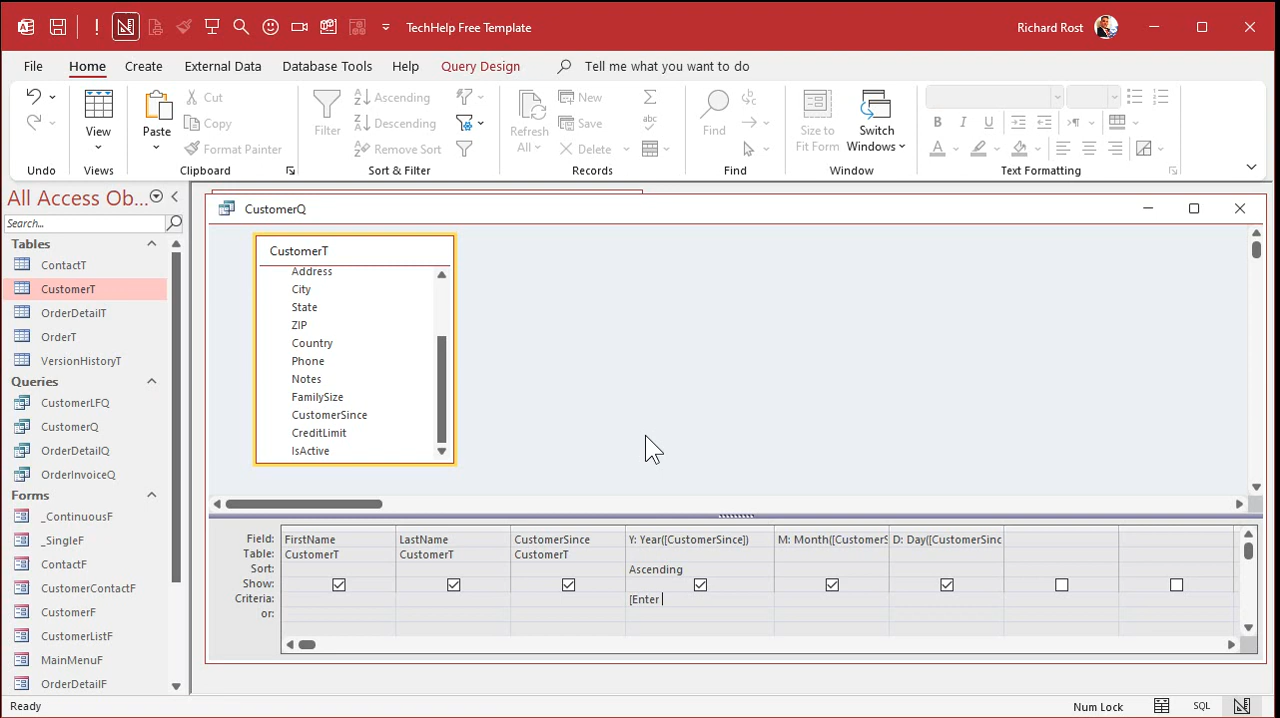 TechHelp Free Template
Richard Rost
File Home Create External Data Database Tools Help Query Design Tell me what you want to do
Undo
View
Views
Paste
Cut
Copy
Format Painter
Clipboard
Filter
Ascending
Descending
Remove Sort
Sort & Filter
Refresh All
New
Save
Delete
Records
Find
Find
Size to Fit Form
Switch Windows
Window
B I U
A
Text Formatting
All Access Ob...
Search...
Tables
ContactT
CustomerT
OrderDetailT
OrderT
VersionHistoryT
Queries
CustomerLFQ
CustomerQ
OrderDetailQ
OrderInvoiceQ
Forms
_ContinuousF
_SingleF
ContactF
CustomerContactF
CustomerF
CustomerListF
MainMenuF
OrderDetailF
CustomerQ
CustomerT
Address
City
State
ZIP
Country
Phone
Notes
FamilySize
CustomerSince
CreditLimit
IsActive
Field: FirstName LastName CustomerSince Y: Year([CustomerSince]) M: Month([CustomerS D: Day([CustomerSinc
Table: CustomerT CustomerT CustomerT
Sort: Ascending
Show:
Criteria: [Enter
or:
Ready
Num Lock
SQL